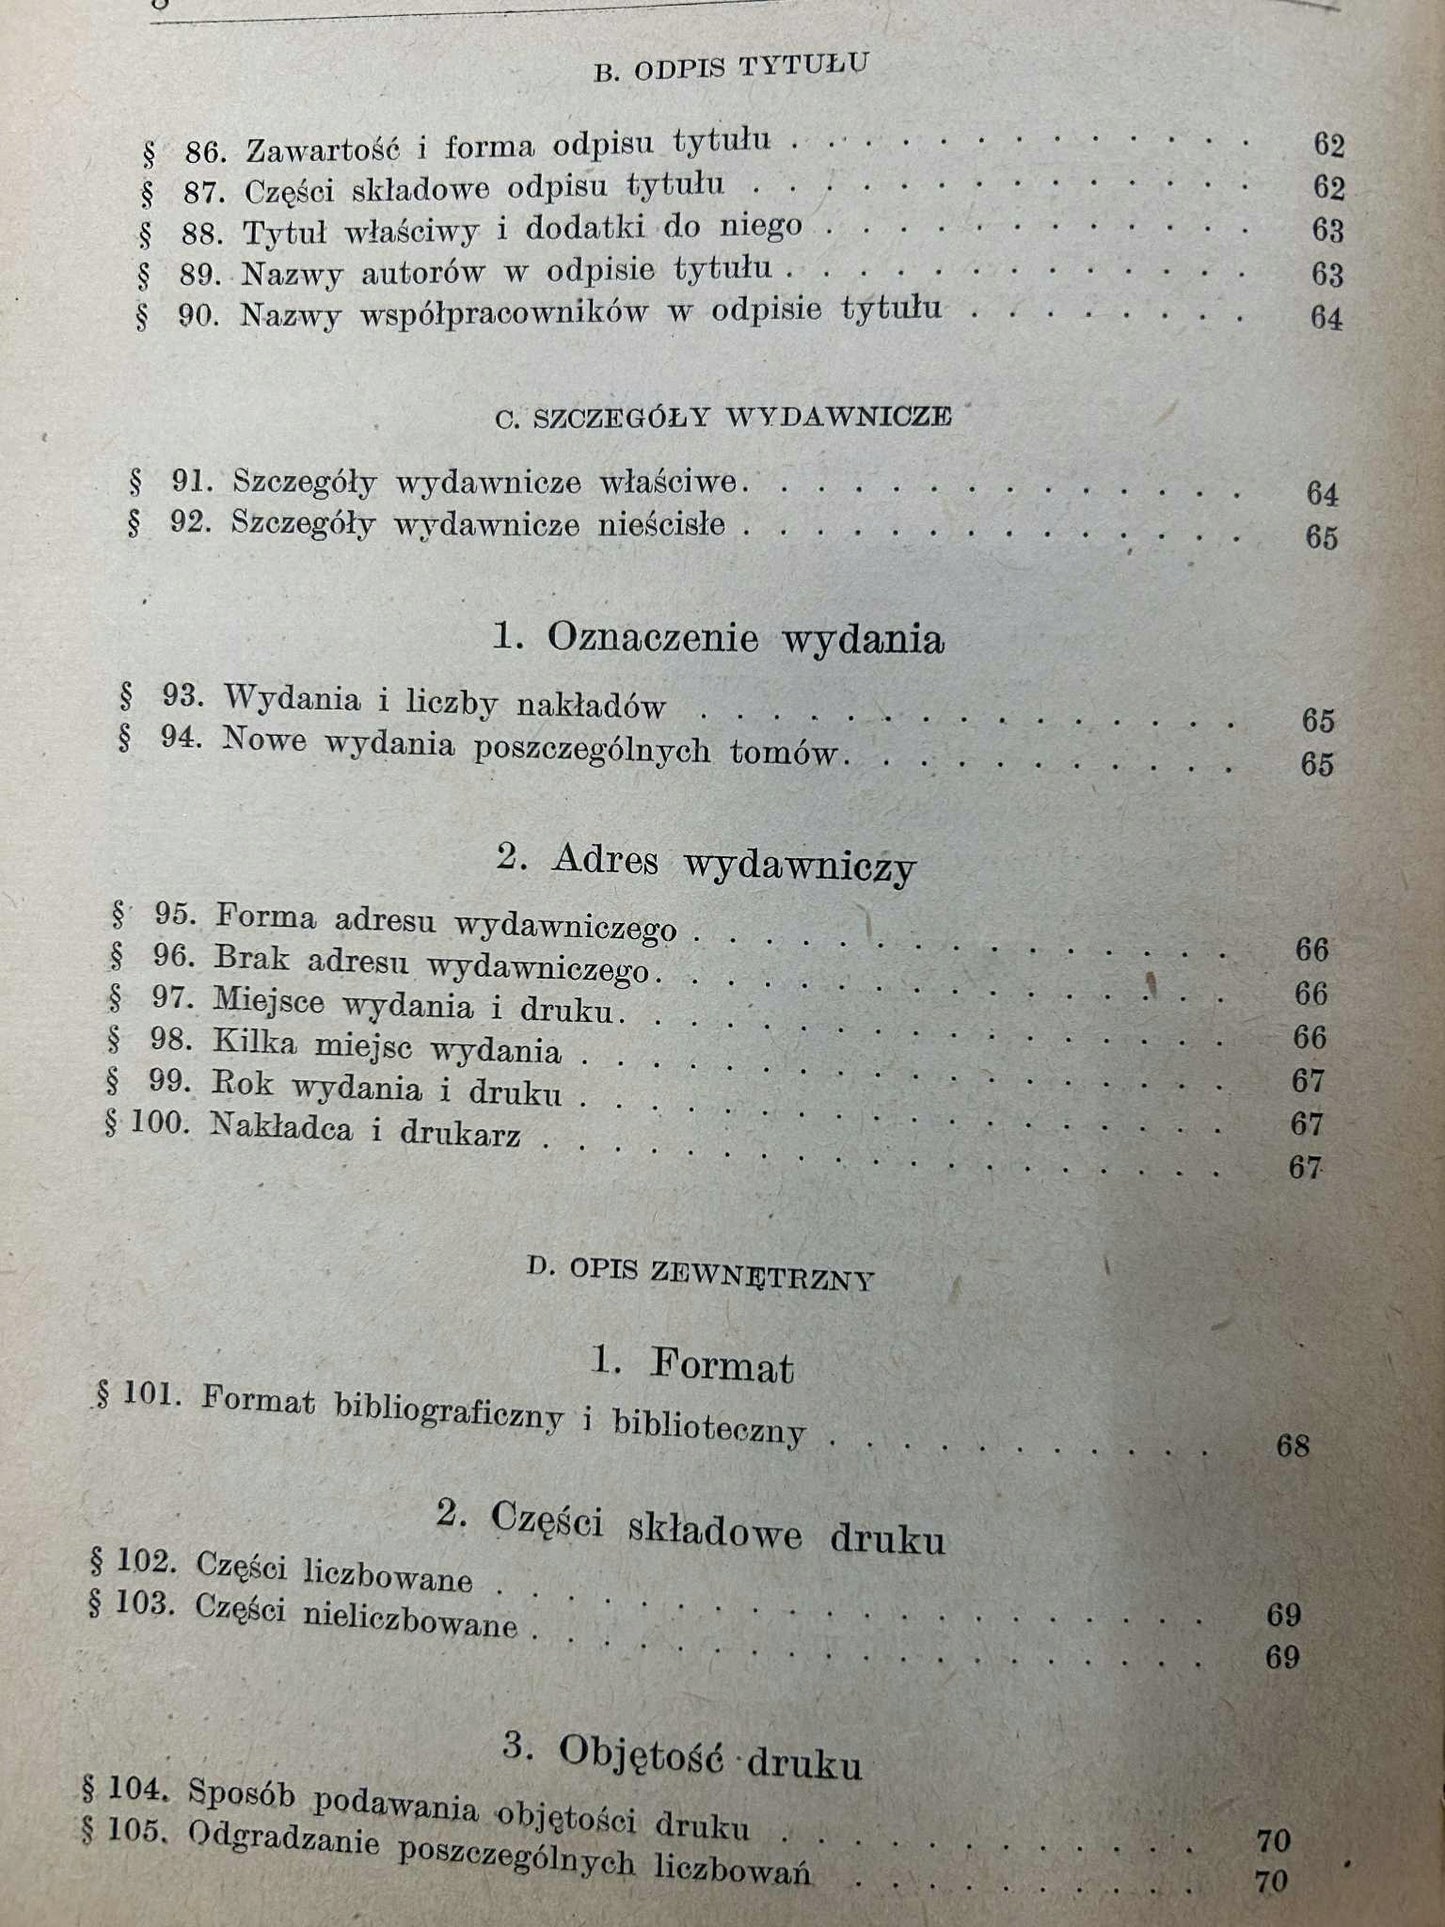 B. ODPIS TYTUŁU
§ 86. Zawartość i forma odpisu tytułu . . . . . . . . . . . . . 62
§ 87. Części składowe odpisu tytułu . . . . . . . . . . . . . . 62
§ 88. Tytuł właściwy i dodatki do niego . . . . . . . . . . . . 63
§ 89. Nazwy autorów w odpisie tytułu . . . . . . . . . . . . . 63
§ 90. Nazwy współpracowników w odpisie tytułu . . . . . . . . 64
C. SZCZEGÓŁY WYDAWNICZE
§ 91. Szczegóły wydawnicze właściwe . . . . . . . . . . . . . . 64
§ 92. Szczegóły wydawnicze nieścisłe . . . . . . . . . . . . . . 65
1. Oznaczenie wydania
§ 93. Wydania i liczby nakładów . . . . . . . . . . . . . . . 65
§ 94. Nowe wydania poszczególnych tomów . . . . . . . . . . . 65
2. Adres wydawniczy
§ 95. Forma adresu wydawniczego . . . . . . . . . . . . . . . 66
§ 96. Brak adresu wydawniczego . . . . . . . . . . . . . . . . 66
§ 97. Miejsce wydania i druku . . . . . . . . . . . . . . . . . 66
§ 98. Kilka miejsc wydania . . . . . . . . . . . . . . . . . . 67
§ 99. Rok wydania i druku . . . . . . . . . . . . . . . . . . 67
§ 100. Nakładca i drukarz . . . . . . . . . . . . . . . . . . . 67
D. OPIS ZEWNĘTRZNY
1. Format
§ 101. Format bibliograficzny i biblioteczny . . . . . . . . . . . 68
2. Części składowe druku
§ 102. Części liczbowane . . . . . . . . . . . . . . . . . . . . 69
§ 103. Części nieliczbowane . . . . . . . . . . . . . . . . . . . 69
3. Objętość druku
§ 104. Sposób podawania objętości druku . . . . . . . . . . . . 70
§ 105. Odgradzanie poszczególnych liczbowań . . . . . . . . . . 70